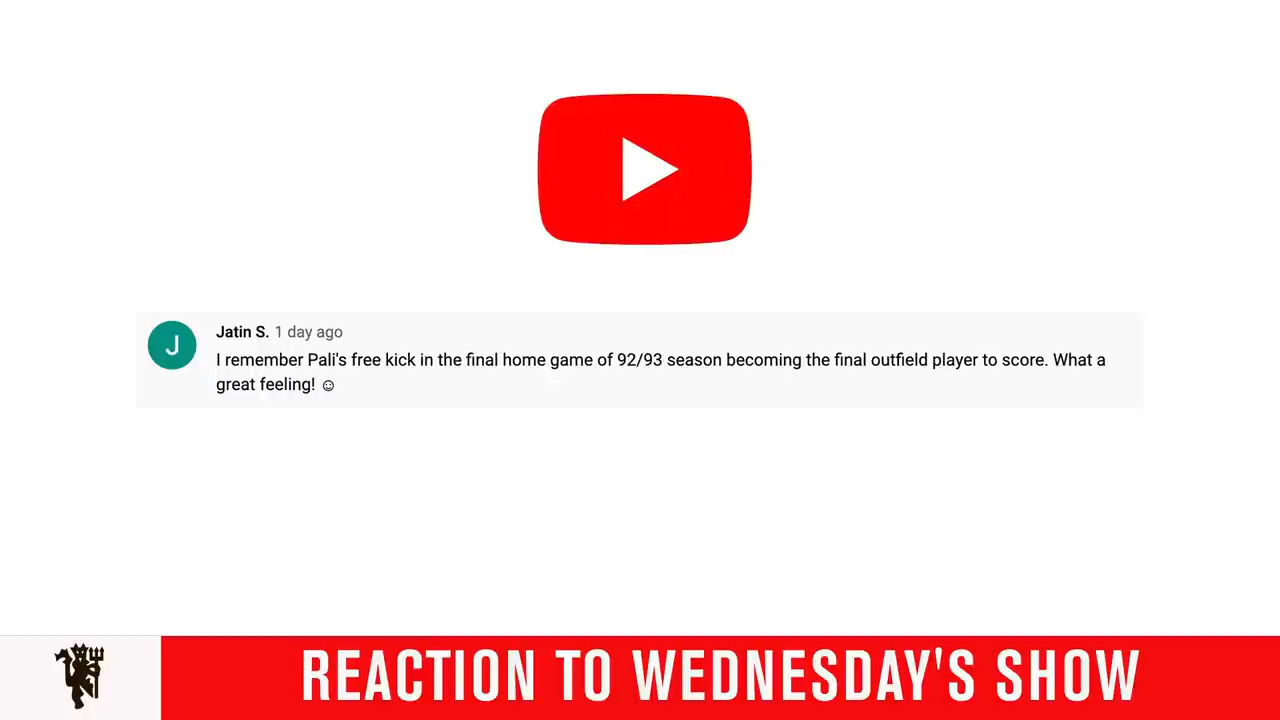 J
Jatin S. 1 day ago
I remember Pali's free kick in the final home game of 92/93 season becoming the final outfield player to score. What a
great feeling! ☺
REACTION TO WEDNESDAY'S SHOW